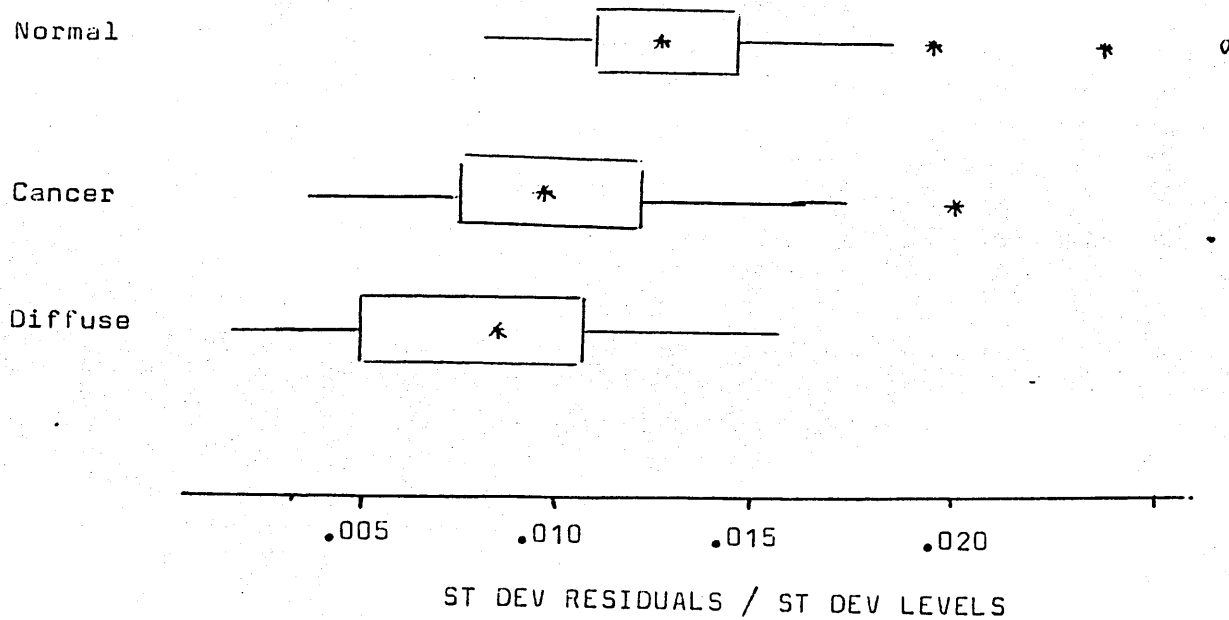 Normal
Cancer
Diffuse
.005 .010 .015 .020
ST DEV RESIDUALS / ST DEV LEVELS